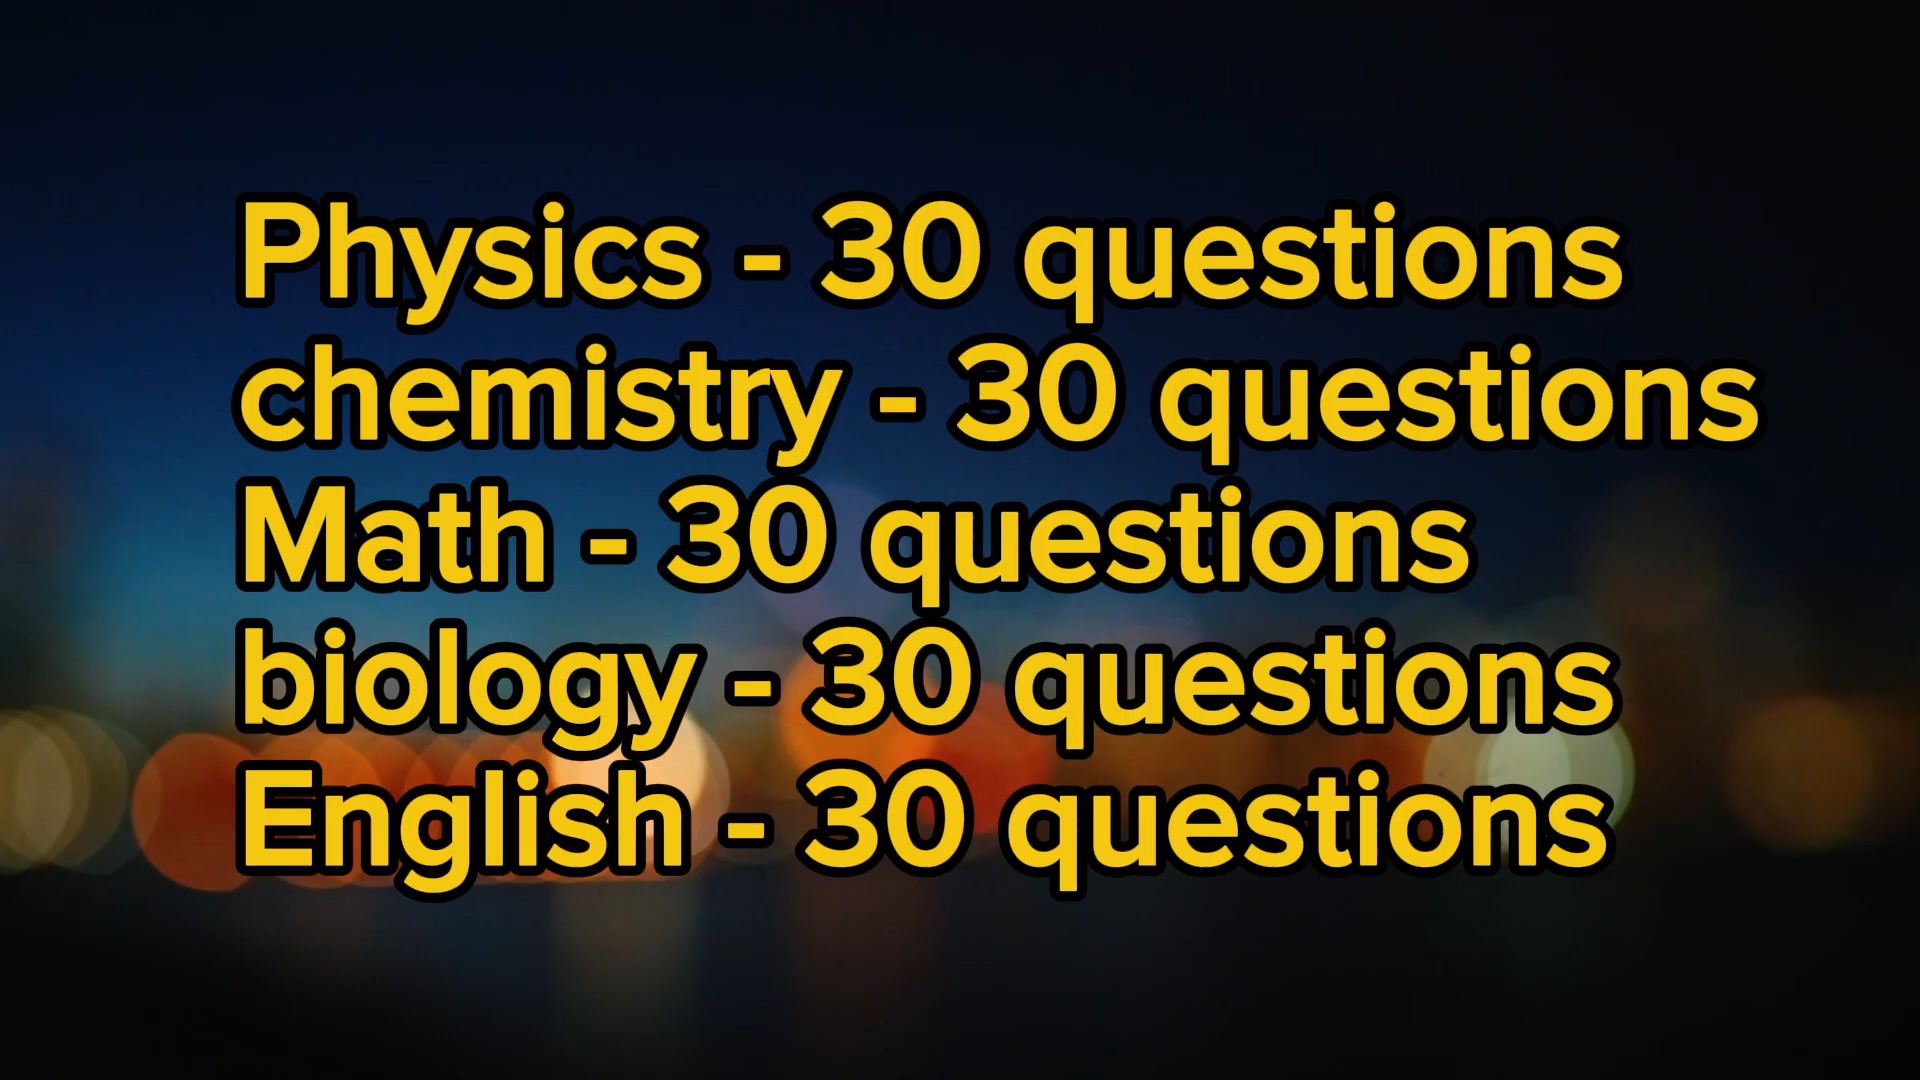 Physics - 30 questions
chemistry - 30 questions
Math - 30 questions
biology - 30 questions
English - 30 questions